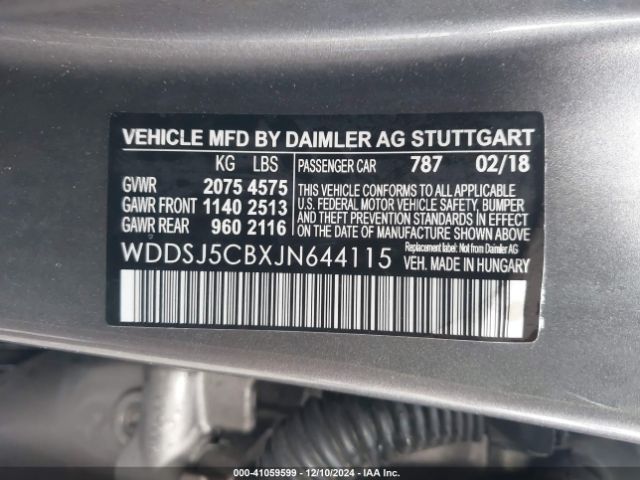 VEHICLE MFD BY DAIMLER AG STUTTGART
KG LBS
GVWR 2075 4575
GAWR FRONT 1140 2513
GAWR REAR 960 2116
PASSENGER CAR 787 02/18
THIS VEHICLE CONFORMS TO ALL APPLICABLE
U.S. FEDERAL MOTOR VEHICLE SAFETY, BUMPER
AND THEFT PREVENTION STANDARDS IN EFFECT
ON THE DATE OF MANUFACTURE SHOWN ABOVE.
Replacement label: Not from Daimler AG
WDDSJ5CBXJN644115 VEH. MADE IN HUNGARY
000-41059599 — 12/10/2024 — IAA Inc.